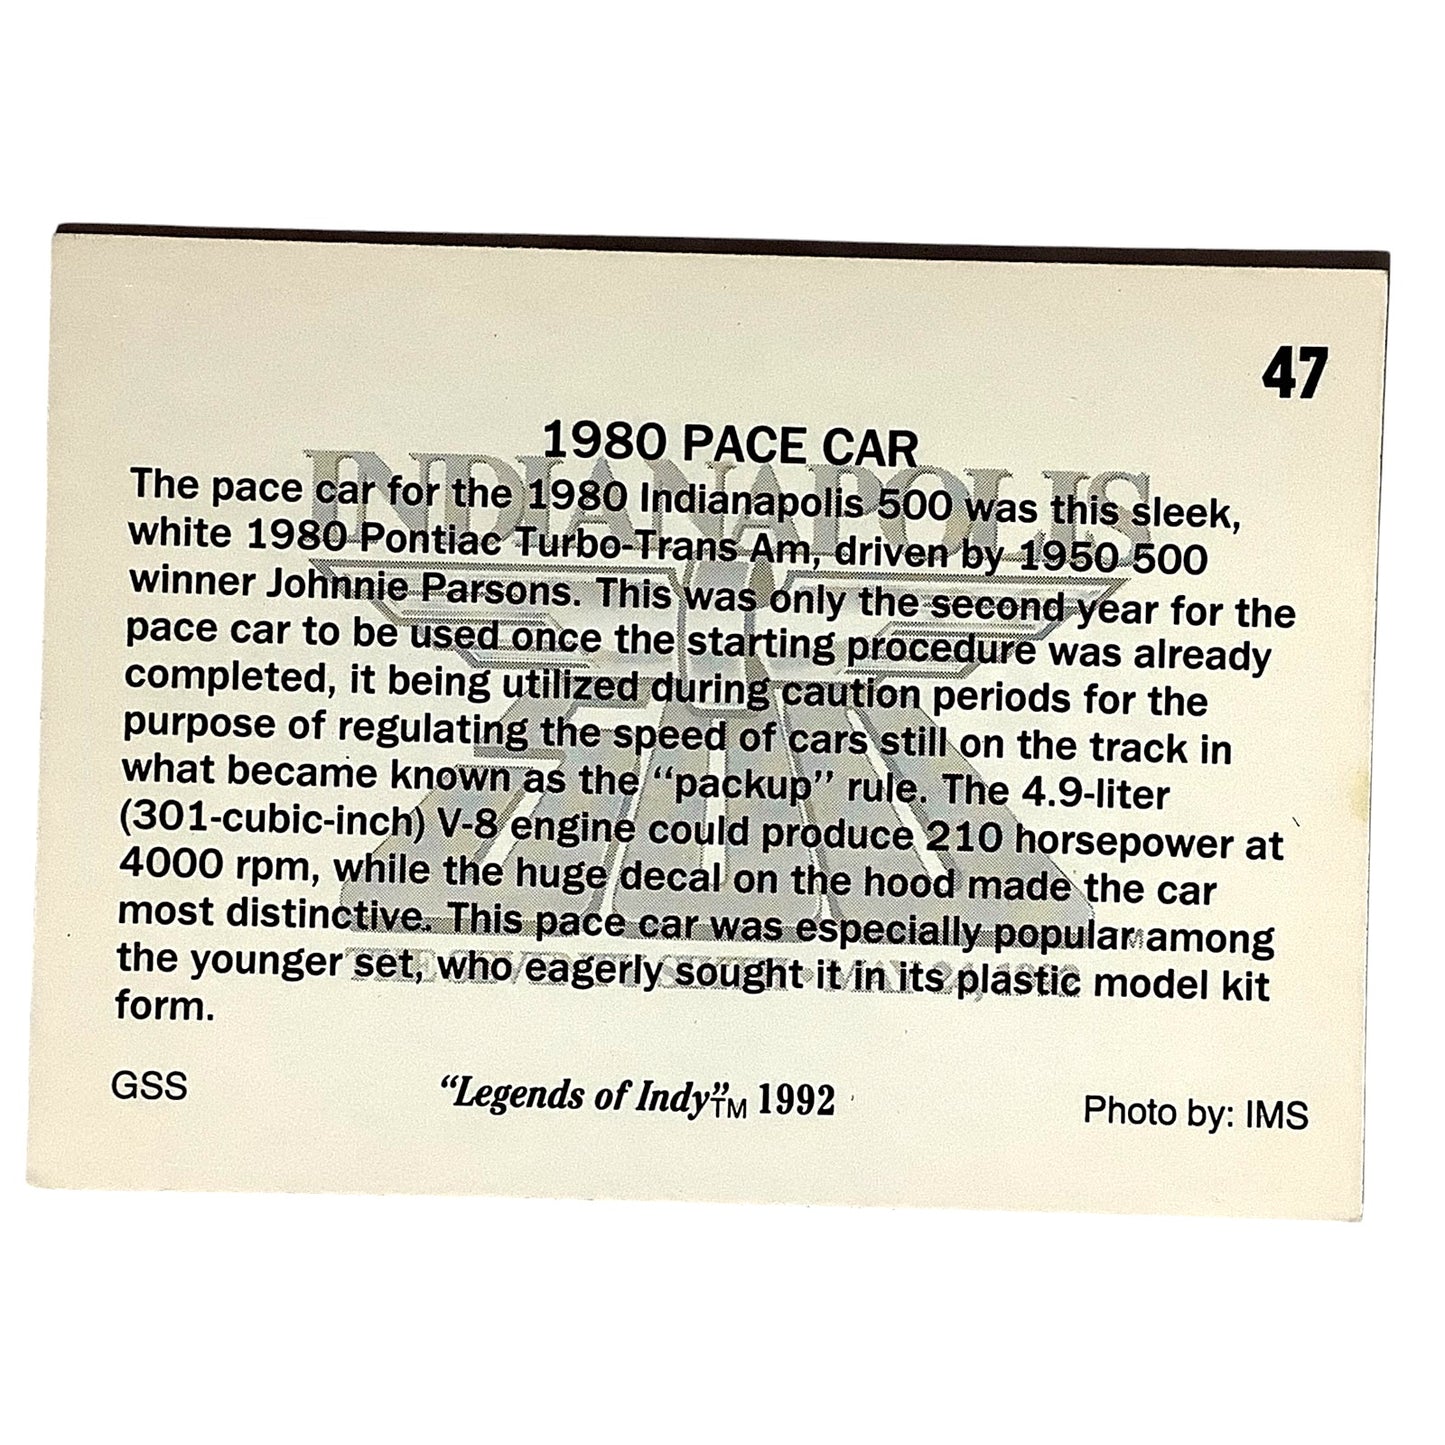 47
1980 PACE CAR
The pace car for the 1980 Indianapolis 500 was this sleek,
white 1980 Pontiac Turbo-Trans Am, driven by 1950 500
winner Johnnie Parsons. This was only the second year for the
pace car to be used once the starting procedure was already
completed, it being utilized during caution periods for the
purpose of regulating the speed of cars still on the track in
what became known as the “packup” rule. The 4.9-liter
(301-cubic-inch) V-8 engine could produce 210 horsepower at
4000 rpm, while the huge decal on the hood made the car
most distinctive. This pace car was especially popular among
the younger set, who eagerly sought it in its plastic model kit
form.
INDIANAPOLIS
500
GSS
“Legends of Indy”TM 1992
Photo by: IMS